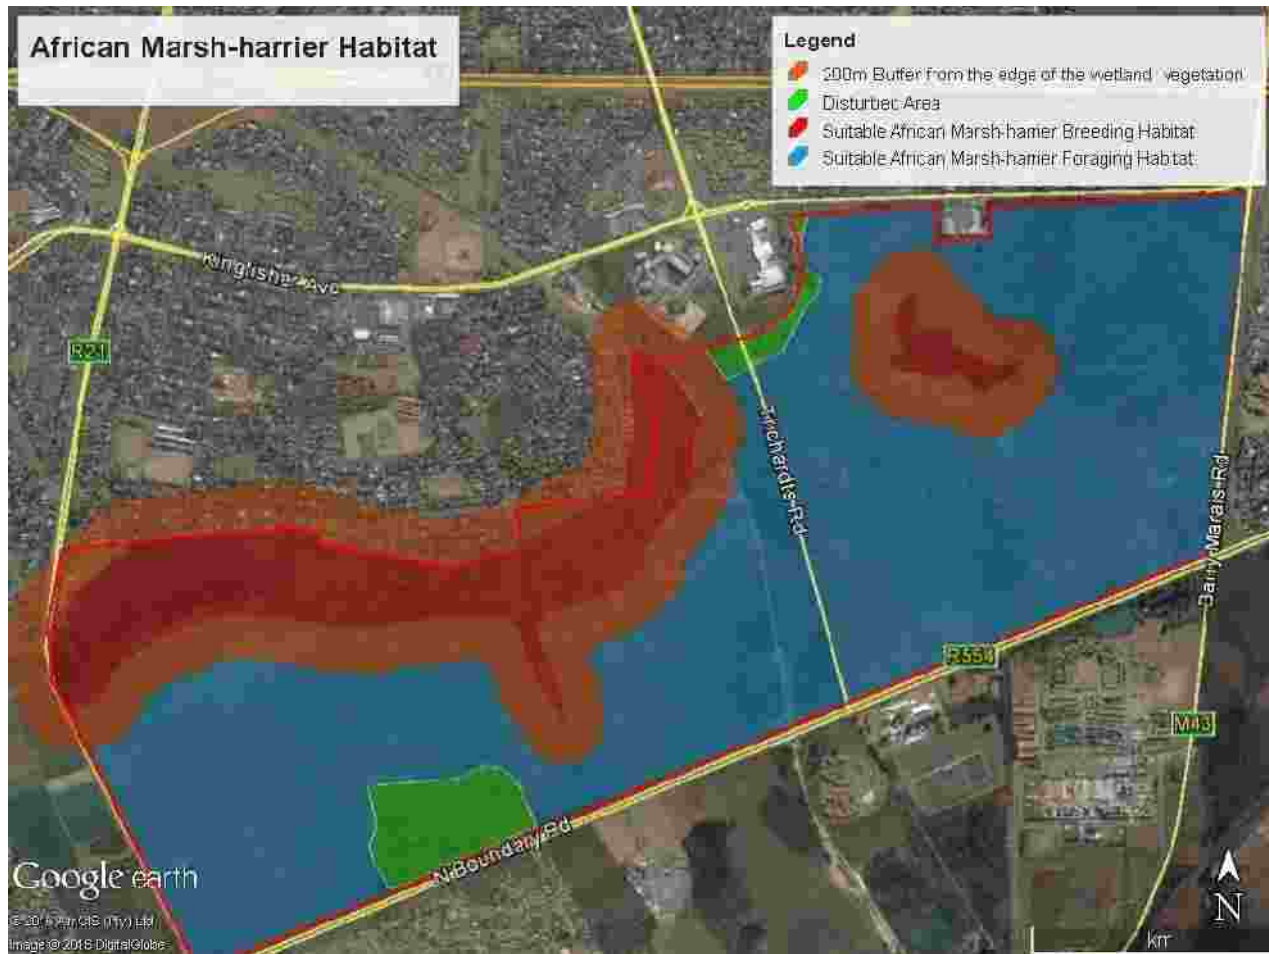 African Marsh-harrier Habitat
Legend
200m Buffer from the edge of the wetland vegetation
Disturbed Area
Suitable African Marsh-harrier Breeding Habitat
Suitable African Marsh-harrier Foraging Habitat
Kingfisher Ave
R21
Trichardts Rd
Barry Marais Rd
R554
M43
N Boundary Rd
Google earth
Image © 2015 DigitalGlobe
N
km